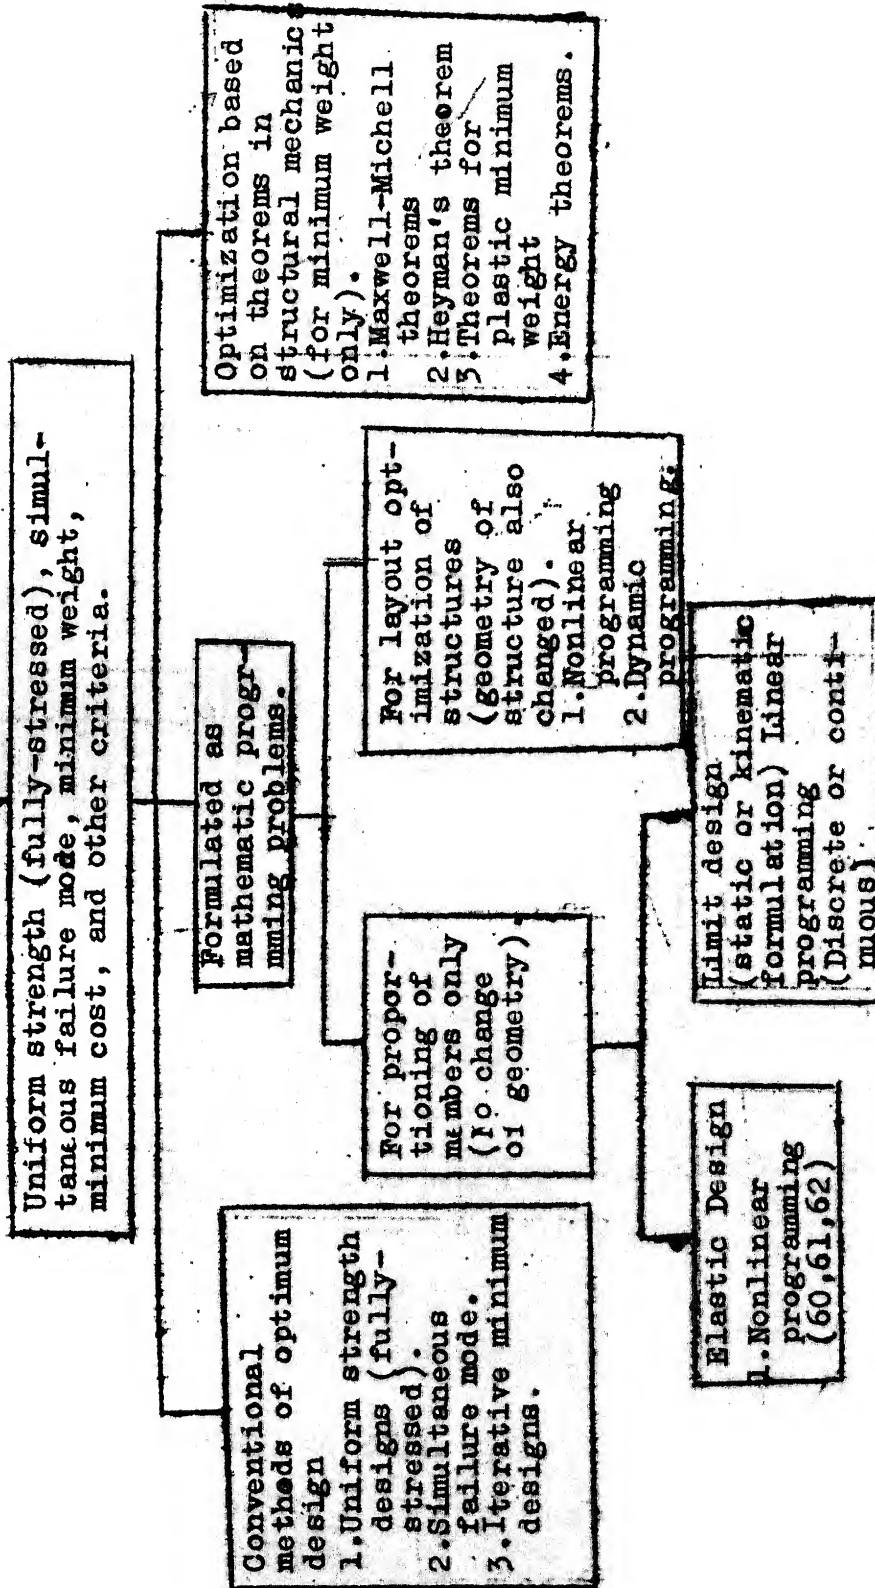 Uniform strength (fully-stressed), simul-
taneous failure mode, minimum weight,
minimum cost, and other criteria.
Conventional
methods of optimum
design
1.Uniform strength
designs (fully-
stressed).
2.Simultaneous
failure mode.
3.Iterative minimum
designs.
Formulated as
mathematic progr-
mming problems.
Optimization based
on theorems in
structural mechanics
(for minimum weight
only).
1.Maxwell-Michell
theorems
2.Heyman's theorem
3.Theorems for
plastic minimum
weight
4.Energy theorems.
For propor-
tioning of
members only
(no change
of geometry).
For layout opt-
imization of
structures
(geometry of
structure also
changed).
1.Nonlinear
programming
2.Dynamic
programming.
Elastic Design
1.Nonlinear
programming
(60,61,62)
Limit design
(static or kinematic
formulation) Linear
programming
(Discrete or conti-
nuous)